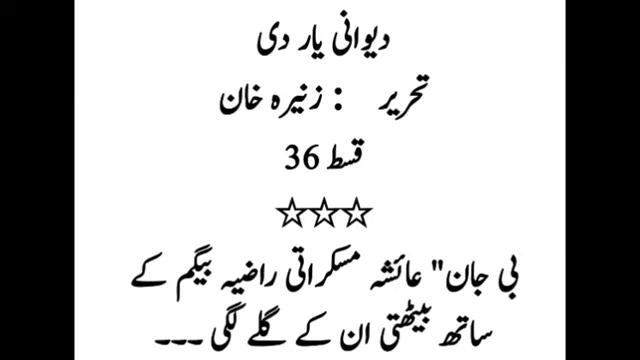 دیوانی یار دی
تحریر : زنیرہ خان
قسط 36
☆☆☆
بی جان" عائشہ مسکراتی راضیہ بیگم کے
ساتھ بیٹھتی ان کے گلے لگی ۔۔۔